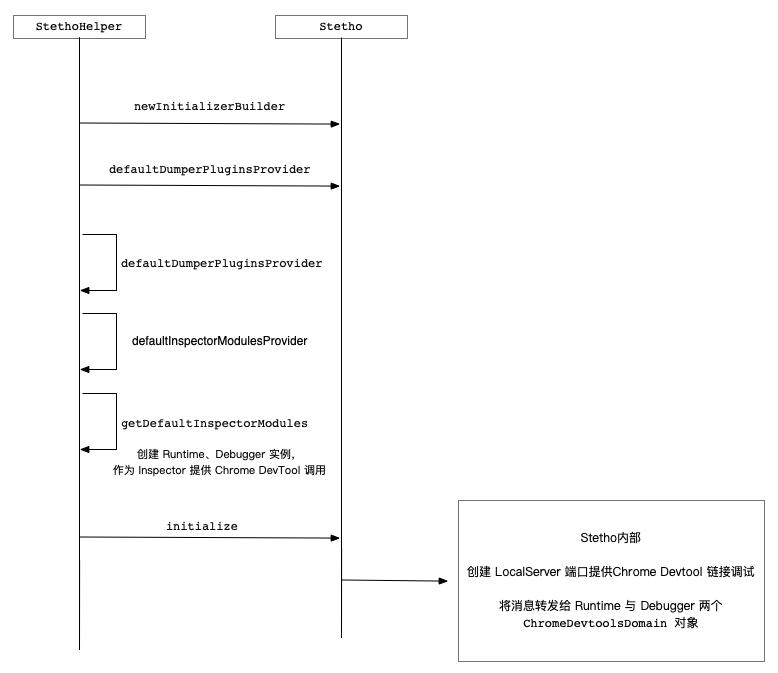 StethoHelper
Stetho
newInitializerBuilder
defaultDumperPluginsProvider
defaultDumperPluginsProvider
defaultInspectorModulesProvider
getDefaultInspectorModules
创建 Runtime、Debugger 实例，
作为 Inspector 提供 Chrome DevTool 调用
initialize
Stetho内部
创建 LocalServer 端口提供Chrome Devtool 链接调试
将消息转发给 Runtime 与 Debugger 两个
ChromeDevtoolsDomain 对象